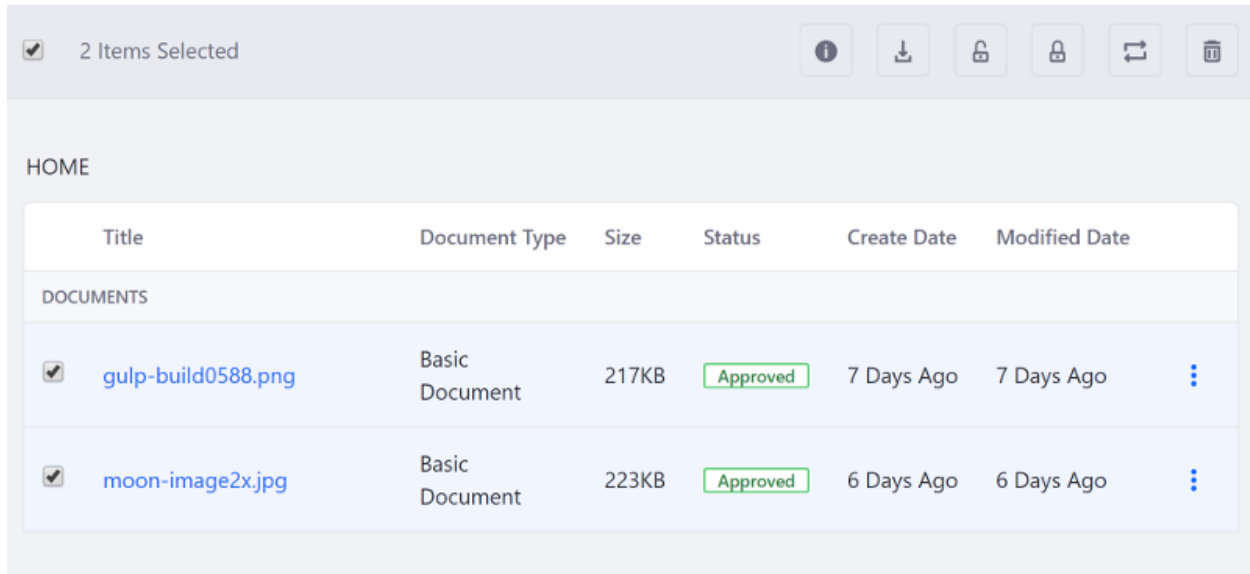 2 Items Selected
HOME
Title Document Type Size Status Create Date Modified Date
DOCUMENTS
gulp-build0588.png Basic Document 217KB Approved 7 Days Ago 7 Days Ago
moon-image2x.jpg Basic Document 223KB Approved 6 Days Ago 6 Days Ago